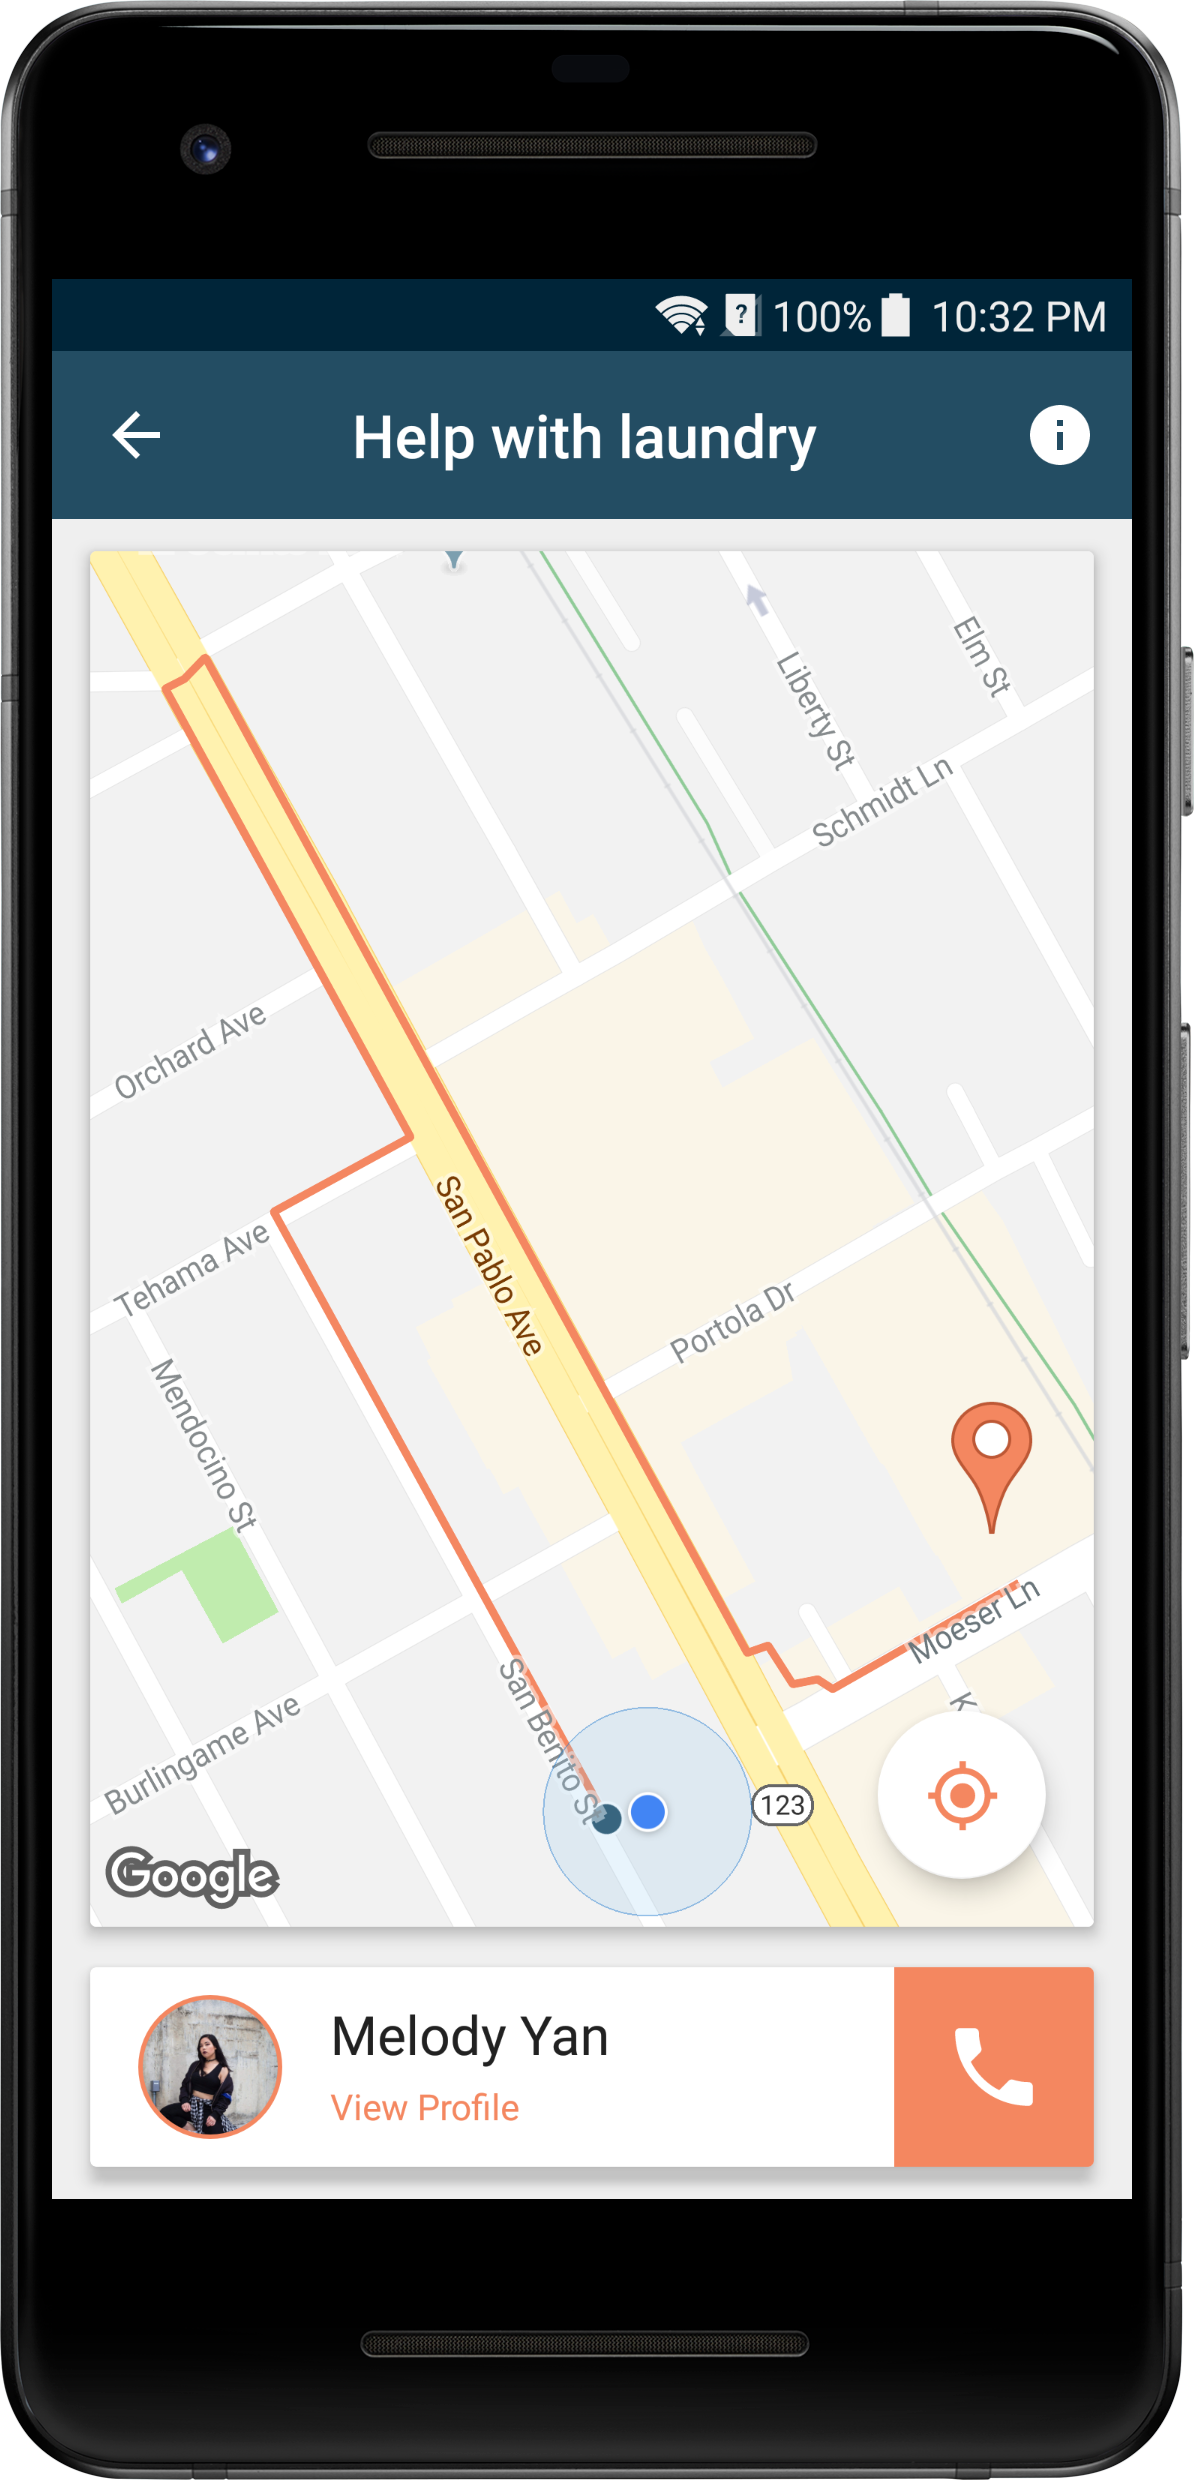 100% 10:32 PM
Help with laundry
Elm St
Liberty St
Schmidt Ln
Orchard Ave
San Pablo Ave
Tehama Ave
Portola Dr
Mendocino St
Moeser Ln
San Benito St
K
Burlingame Ave
123
Google
Melody Yan
View Profile